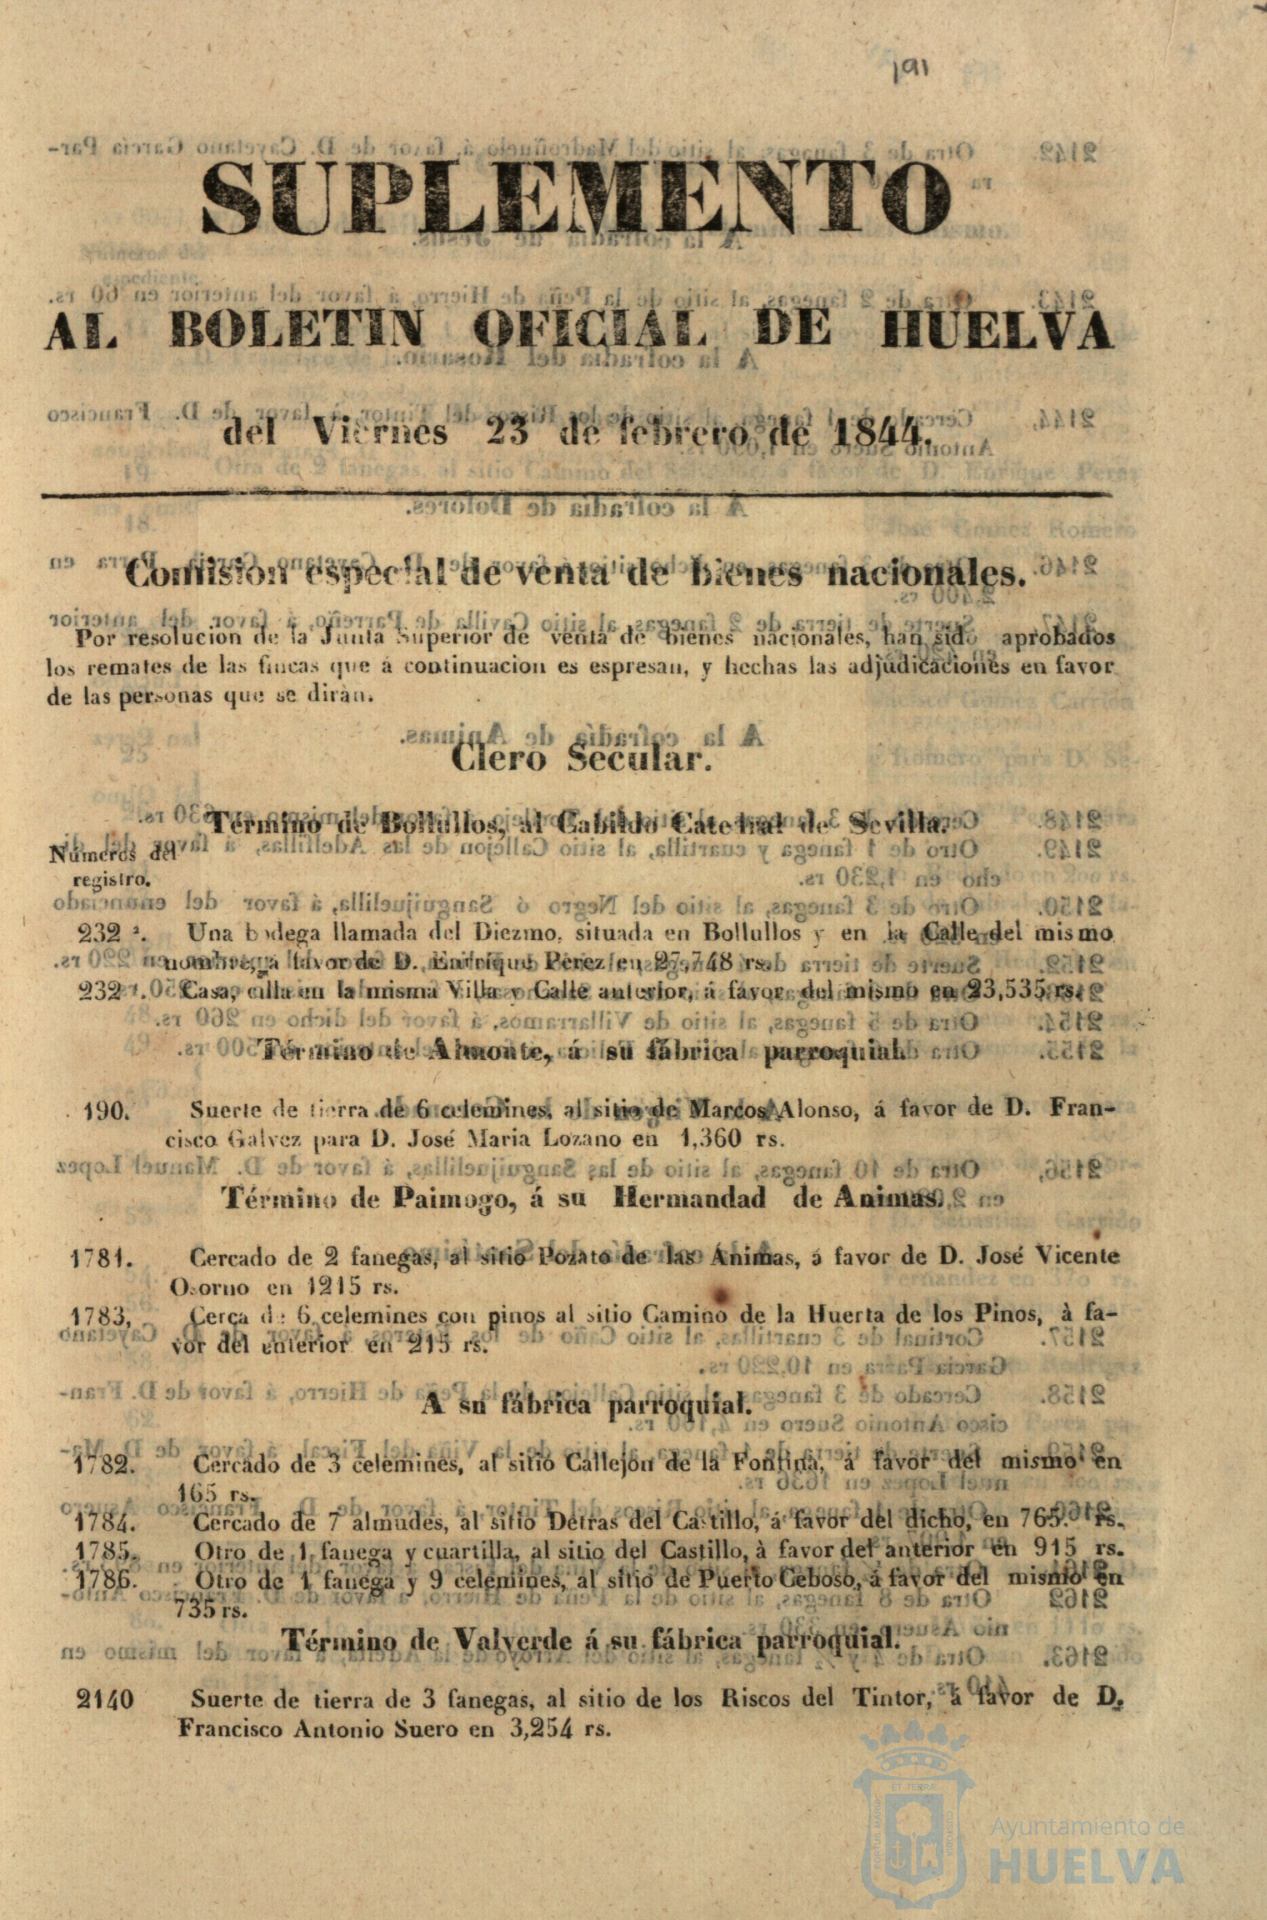 191
SUPLEMENTO
AL BOLETIN OFICIAL DE HUELVA
del Viernes 23 de febrero de 1844.
Comision especial de venta de bienes nacionales.
Por resolucion de la Junta Superior de venta de bienes nacionales, han sido aprobados
los remates de las fincas que á continuacion es espresan, y hechas las adjudicaciones en favor
de las personas que se dirán.
Clero Secular.
Término de Bollullos, al Cabildo Catedral de Sevilla.
Números del
registro.
232 ². Una bodega llamada del Diezmo, situada en Bollullos y en la Calle del mismo
nombre, á favor de D. Enrique Perez en 27,748 rs.
232 ¹. Casa, cilla en la misma Villa y Calle anterior, á favor del mismo en 23,535 rs.
Término de Almonte, á su fábrica parroquial.
190. Suerte de tierra de 6 celemines, al sitio de Marcos Alonso, á favor de D. Fran-
cisco Galvez para D. José Maria Lozano en 1,360 rs.
Término de Paimogo, á su Hermandad de Animas.
1781. Cercado de 2 fanegas, al sitio Pozato de las Ánimas, á favor de D. José Vicente
Osorno en 1215 rs.
1783, Cerca de 6 celemines con pinos al sitio Camino de la Huerta de los Pinos, à fa-
vor del enterior en 215 rs.
A su fábrica parroquial.
1782. Cercado de 3 celemines, al sitio Callejon de la Fontina, á favor del mismo en
165 rs.
1784. Cercado de 7 almudes, al sitio Detras del Castillo, á favor del dicho, en 765. rs.
1785. Otro de 1 fanega y cuartilla, al sitio del Castillo, à favor del anterior en 915 rs.
1786. Otro de 1 fanega y 9 celemines, al sitio de Puerto Ceboso, á favor del mismo en
735 rs.
Término de Valverde á su fábrica parroquial.
2140 Suerte de tierra de 3 fanegas, al sitio de los Riscos del Tintor, á favor de D.
Francisco Antonio Suero en 3,254 rs.
Ayuntamiento de
HUELVA